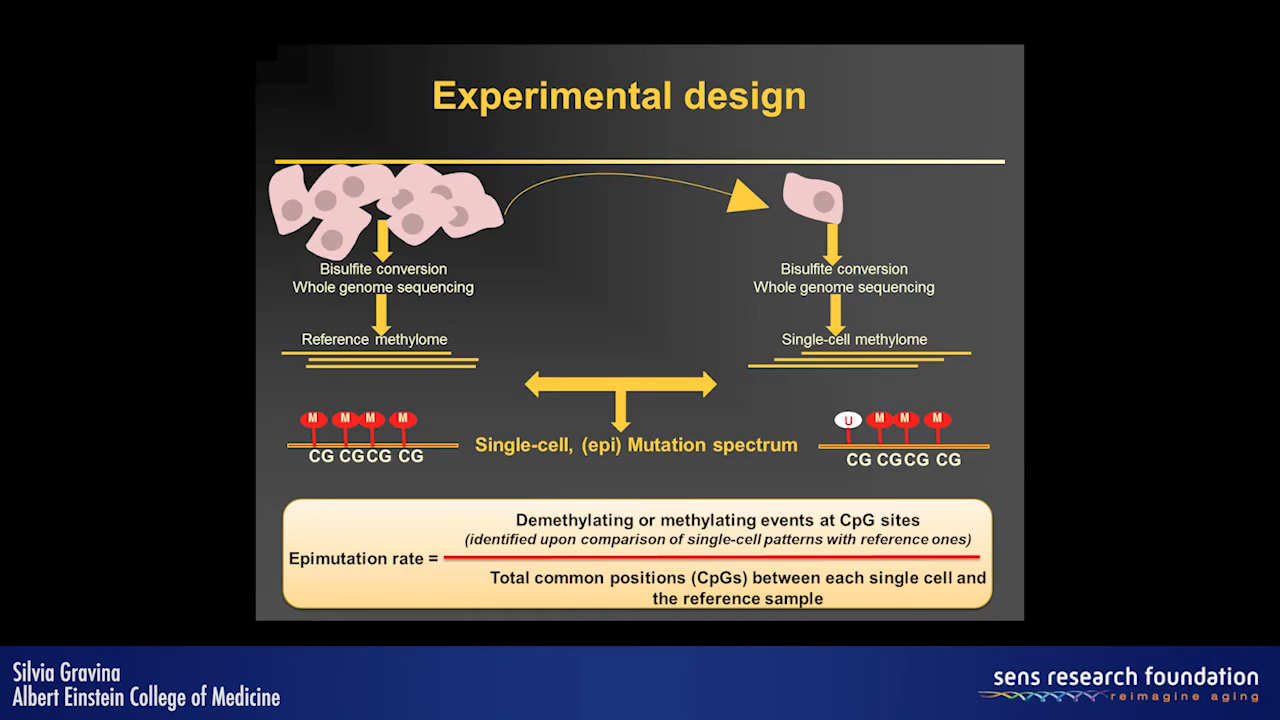 Experimental design
Bisulfite conversion
Whole genome sequencing
Reference methylome
Bisulfite conversion
Whole genome sequencing
Single-cell methylome
M M M M
CG CG CG CG
Single-cell, (epi) Mutation spectrum
U M M M
CG CG CG CG
Epimutation rate =
Demethylating or methylating events at CpG sites
(identified upon comparison of single-cell patterns with reference ones)
Total common positions (CpGs) between each single cell and
the reference sample
Silvia Gravina
Albert Einstein College of Medicine
sens research foundation
reimagine aging